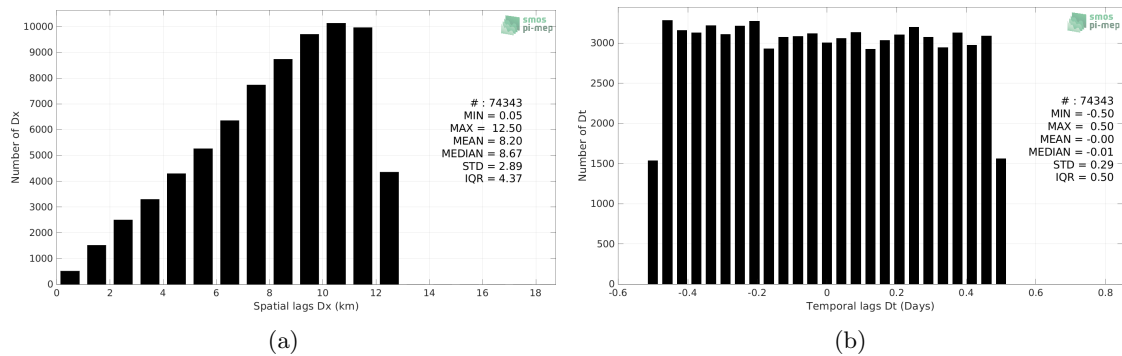 10000
9000
8000
7000
6000
5000
4000
3000
2000
1000
0
Number of Dx
0 2 4 6 8 10 12 14 16 18
Spatial lags Dx (km)
smos
pi-mep
# : 74343
MIN = 0.05
MAX = 12.50
MEAN = 8.20
MEDIAN = 8.67
STD = 2.89
IQR = 4.37
(a)
3000
2500
2000
1500
1000
500
0
Number of Dt
-0.6 -0.4 -0.2 0 0.2 0.4 0.6 0.8
Temporal lags Dt (Days)
smos
pi-mep
# : 74343
MIN = -0.50
MAX = 0.50
MEAN = -0.00
MEDIAN = -0.01
STD = 0.29
IQR = 0.50
(b)